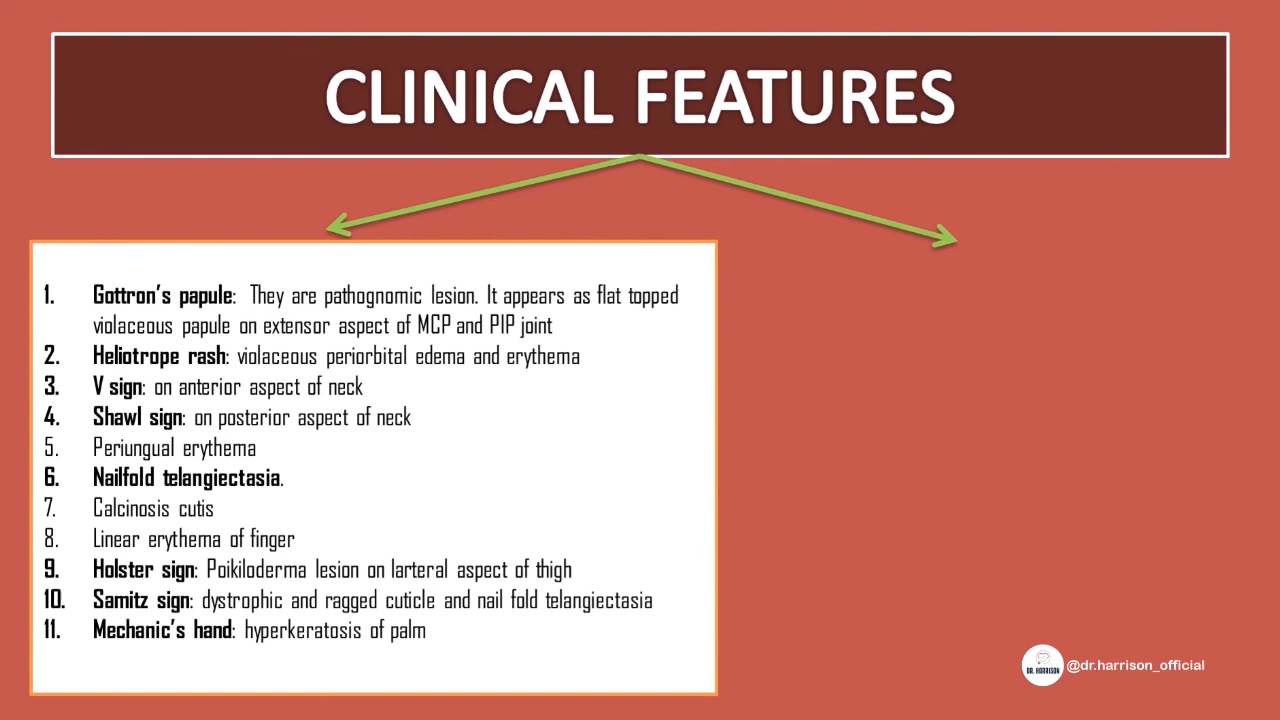 CLINICAL FEATURES
1. Gottron's papule: They are pathognomic lesion. It appears as flat topped
violaceous papule on extensor aspect of MCP and PIP joint
2. Heliotrope rash: violaceous periorbital edema and erythema
3. V sign: on anterior aspect of neck
4. Shawl sign: on posterior aspect of neck
5. Periungual erythema
6. Nailfold telangiectasia.
7. Calcinosis cutis
8. Linear erythema of finger
9. Holster sign: Poikiloderma lesion on larteral aspect of thigh
10. Samitz sign: dystrophic and ragged cuticle and nail fold telangiectasia
11. Mechanic's hand: hyperkeratosis of palm
DR. HARRISON
@dr.harrison_official